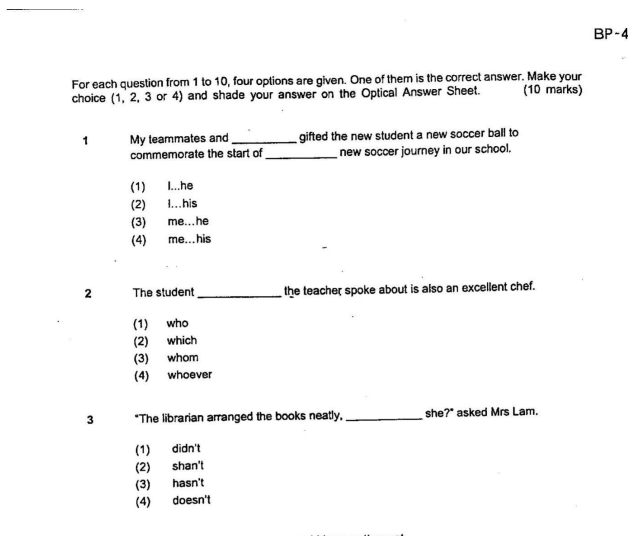 BP-4
For each question from 1 to 10, four options are given. One of them is the correct answer. Make your
choice (1, 2, 3 or 4) and shade your answer on the Optical Answer Sheet. (10 marks)
1 My teammates and __________ gifted the new student a new soccer ball to
commemorate the start of ___________ new soccer journey in our school.
(1) I...he
(2) I...his
(3) me...he
(4) me...his
2 The student _____________ the teacher spoke about is also an excellent chef.
(1) who
(2) which
(3) whom
(4) whoever
3 "The librarian arranged the books neatly, ____________ she?" asked Mrs Lam.
(1) didn't
(2) shan't
(3) hasn't
(4) doesn't